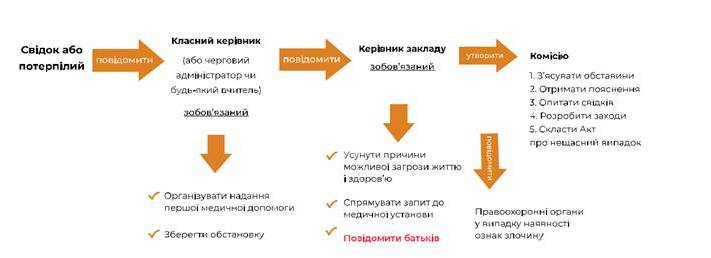 Свідок або
потерпілий
повідомити
Класний керівник
(або черговий
адміністратор чи
будь-який вчитель)
зобов'язаний
Організувати надання
першої медичної допомоги
Зберегти обстановку
повідомити
Керівник закладу
зобов'язаний
Усунути причини
можливої загрози життю
і здоров'ю
Спрямувати запит до
медичної установи
Повідомити батьків
утворити
Комісію
1. З'ясувати обставини
2. Отримати пояснення
3. Опитати свідків
4. Розробити заходи
5. Скласти Акт
про нещасний випадок
повідомити
Правоохоронні органи
у випадку наявності
ознак злочину